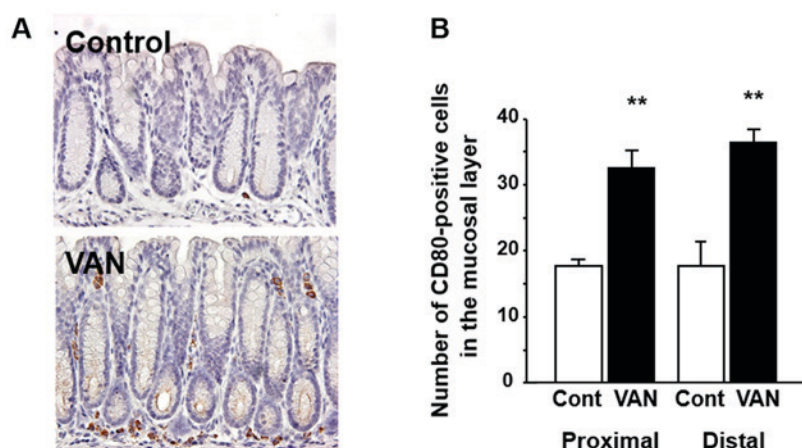 A
Control
VAN
B
Number of CD80-positive cells
in the mucosal layer
40
30
20
10
0
**
**
Cont VAN Cont VAN
Proximal Distal